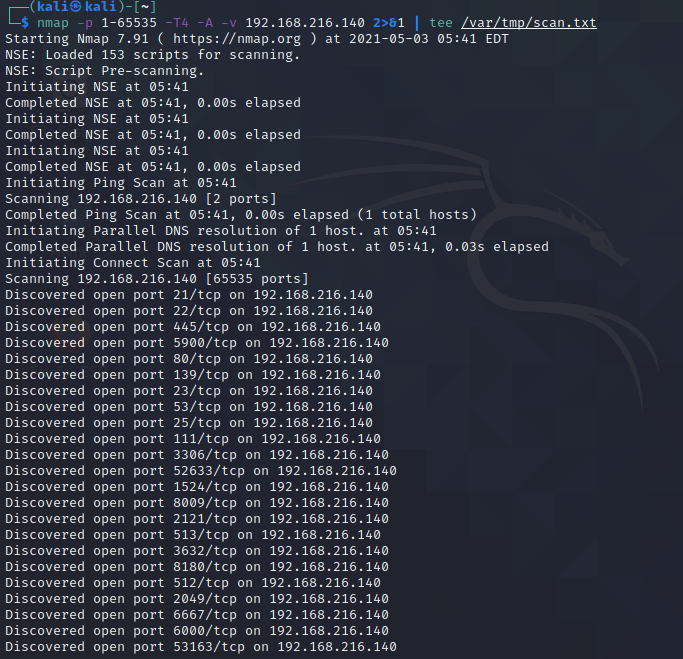 ┌──(kali㉿kali)-[~]
└─$ nmap -p 1-65535 -T4 -A -v 192.168.216.140 2>&1 | tee /var/tmp/scan.txt
Starting Nmap 7.91 ( https://nmap.org ) at 2021-05-03 05:41 EDT
NSE: Loaded 153 scripts for scanning.
NSE: Script Pre-scanning.
Initiating NSE at 05:41
Completed NSE at 05:41, 0.00s elapsed
Initiating NSE at 05:41
Completed NSE at 05:41, 0.00s elapsed
Initiating NSE at 05:41
Completed NSE at 05:41, 0.00s elapsed
Initiating Ping Scan at 05:41
Scanning 192.168.216.140 [2 ports]
Completed Ping Scan at 05:41, 0.00s elapsed (1 total hosts)
Initiating Parallel DNS resolution of 1 host. at 05:41
Completed Parallel DNS resolution of 1 host. at 05:41, 0.03s elapsed
Initiating Connect Scan at 05:41
Scanning 192.168.216.140 [65535 ports]
Discovered open port 21/tcp on 192.168.216.140
Discovered open port 22/tcp on 192.168.216.140
Discovered open port 445/tcp on 192.168.216.140
Discovered open port 5900/tcp on 192.168.216.140
Discovered open port 80/tcp on 192.168.216.140
Discovered open port 139/tcp on 192.168.216.140
Discovered open port 23/tcp on 192.168.216.140
Discovered open port 53/tcp on 192.168.216.140
Discovered open port 25/tcp on 192.168.216.140
Discovered open port 111/tcp on 192.168.216.140
Discovered open port 3306/tcp on 192.168.216.140
Discovered open port 52633/tcp on 192.168.216.140
Discovered open port 1524/tcp on 192.168.216.140
Discovered open port 8009/tcp on 192.168.216.140
Discovered open port 2121/tcp on 192.168.216.140
Discovered open port 513/tcp on 192.168.216.140
Discovered open port 3632/tcp on 192.168.216.140
Discovered open port 8180/tcp on 192.168.216.140
Discovered open port 512/tcp on 192.168.216.140
Discovered open port 2049/tcp on 192.168.216.140
Discovered open port 6667/tcp on 192.168.216.140
Discovered open port 6000/tcp on 192.168.216.140
Discovered open port 53163/tcp on 192.168.216.140